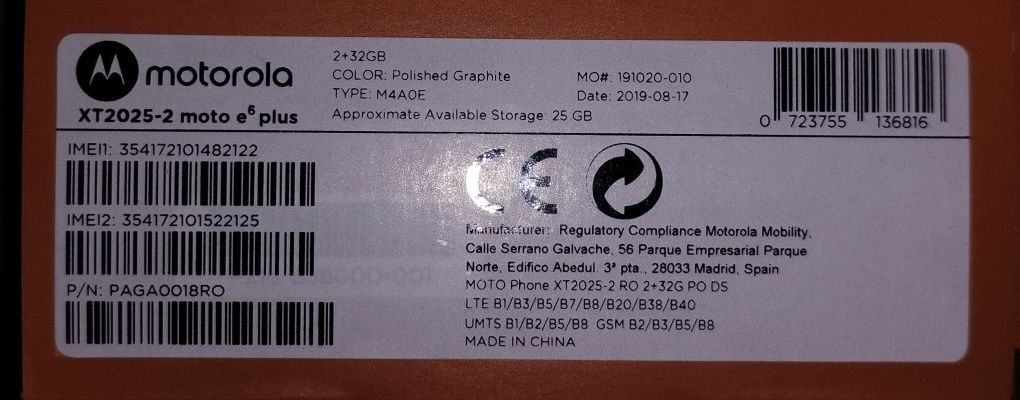 motorola
XT2025-2 moto e⁶ plus
2+32GB
COLOR: Polished Graphite
TYPE: M4A0E
Approximate Available Storage: 25 GB
MO#: 191020-010
Date: 2019-08-17
0 723755 136816
IMEI1: 354172101482122
IMEI2: 354172101522125
P/N: PAGA0018RO
CE
Manufacturer: Regulatory Compliance Motorola Mobility,
Calle Serrano Galvache, 56 Parque Empresarial Parque
Norte, Edifico Abedul. 3ª pta., 28033 Madrid, Spain
MOTO Phone XT2025-2 RO 2+32G PO DS
LTE B1/B3/B5/B7/B8/B20/B38/B40
UMTS B1/B2/B5/B8 GSM B2/B3/B5/B8
MADE IN CHINA